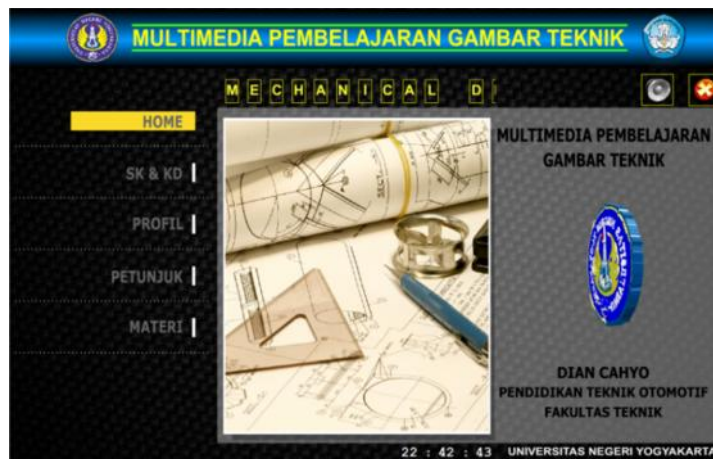 MULTIMEDIA PEMBELAJARAN GAMBAR TEKNIK
MECHANICAL D
HOME
SK & KD
PROFIL
PETUNJUK
MATERI
MULTIMEDIA PEMBELAJARAN
GAMBAR TEKNIK
DIAN CAHYO
PENDIDIKAN TEKNIK OTOMOTIF
FAKULTAS TEKNIK
22 : 42 : 43
UNIVERSITAS NEGERI YOGYAKARTA